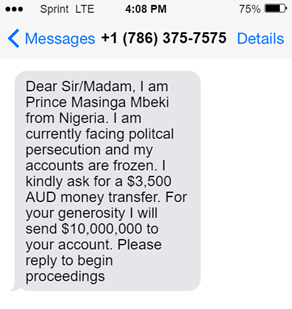 Sprint LTE 4:08 PM 75%
Messages +1 (786) 375-7575 Details
Dear Sir/Madam, I am
Prince Masinga Mbeki
from Nigeria. I am
currently facing politcal
persecution and my
accounts are frozen. I
kindly ask for a $3,500
AUD money transfer. For
your generosity I will
send $10,000,000 to
your account. Please
reply to begin
proceedings